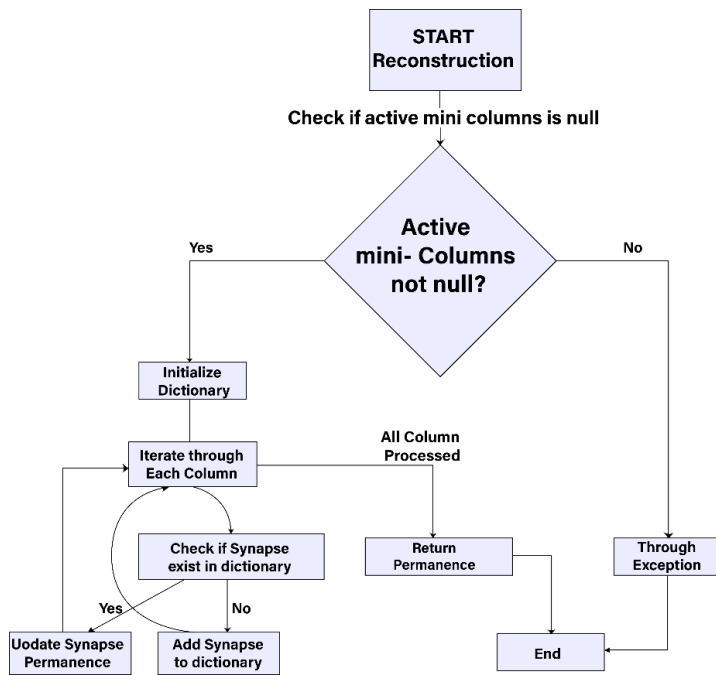 START
Reconstruction
Check if active mini columns is null
Active
mini- Columns
not null?
Yes
No
Initialize
Dictionary
Iterate through
Each Column
All Column
Processed
Check if Synapse
exist in dictionary
Return
Permanence
Through
Exception
Yes
No
Uodate Synapse
Permanence
Add Synapse
to dictionary
End